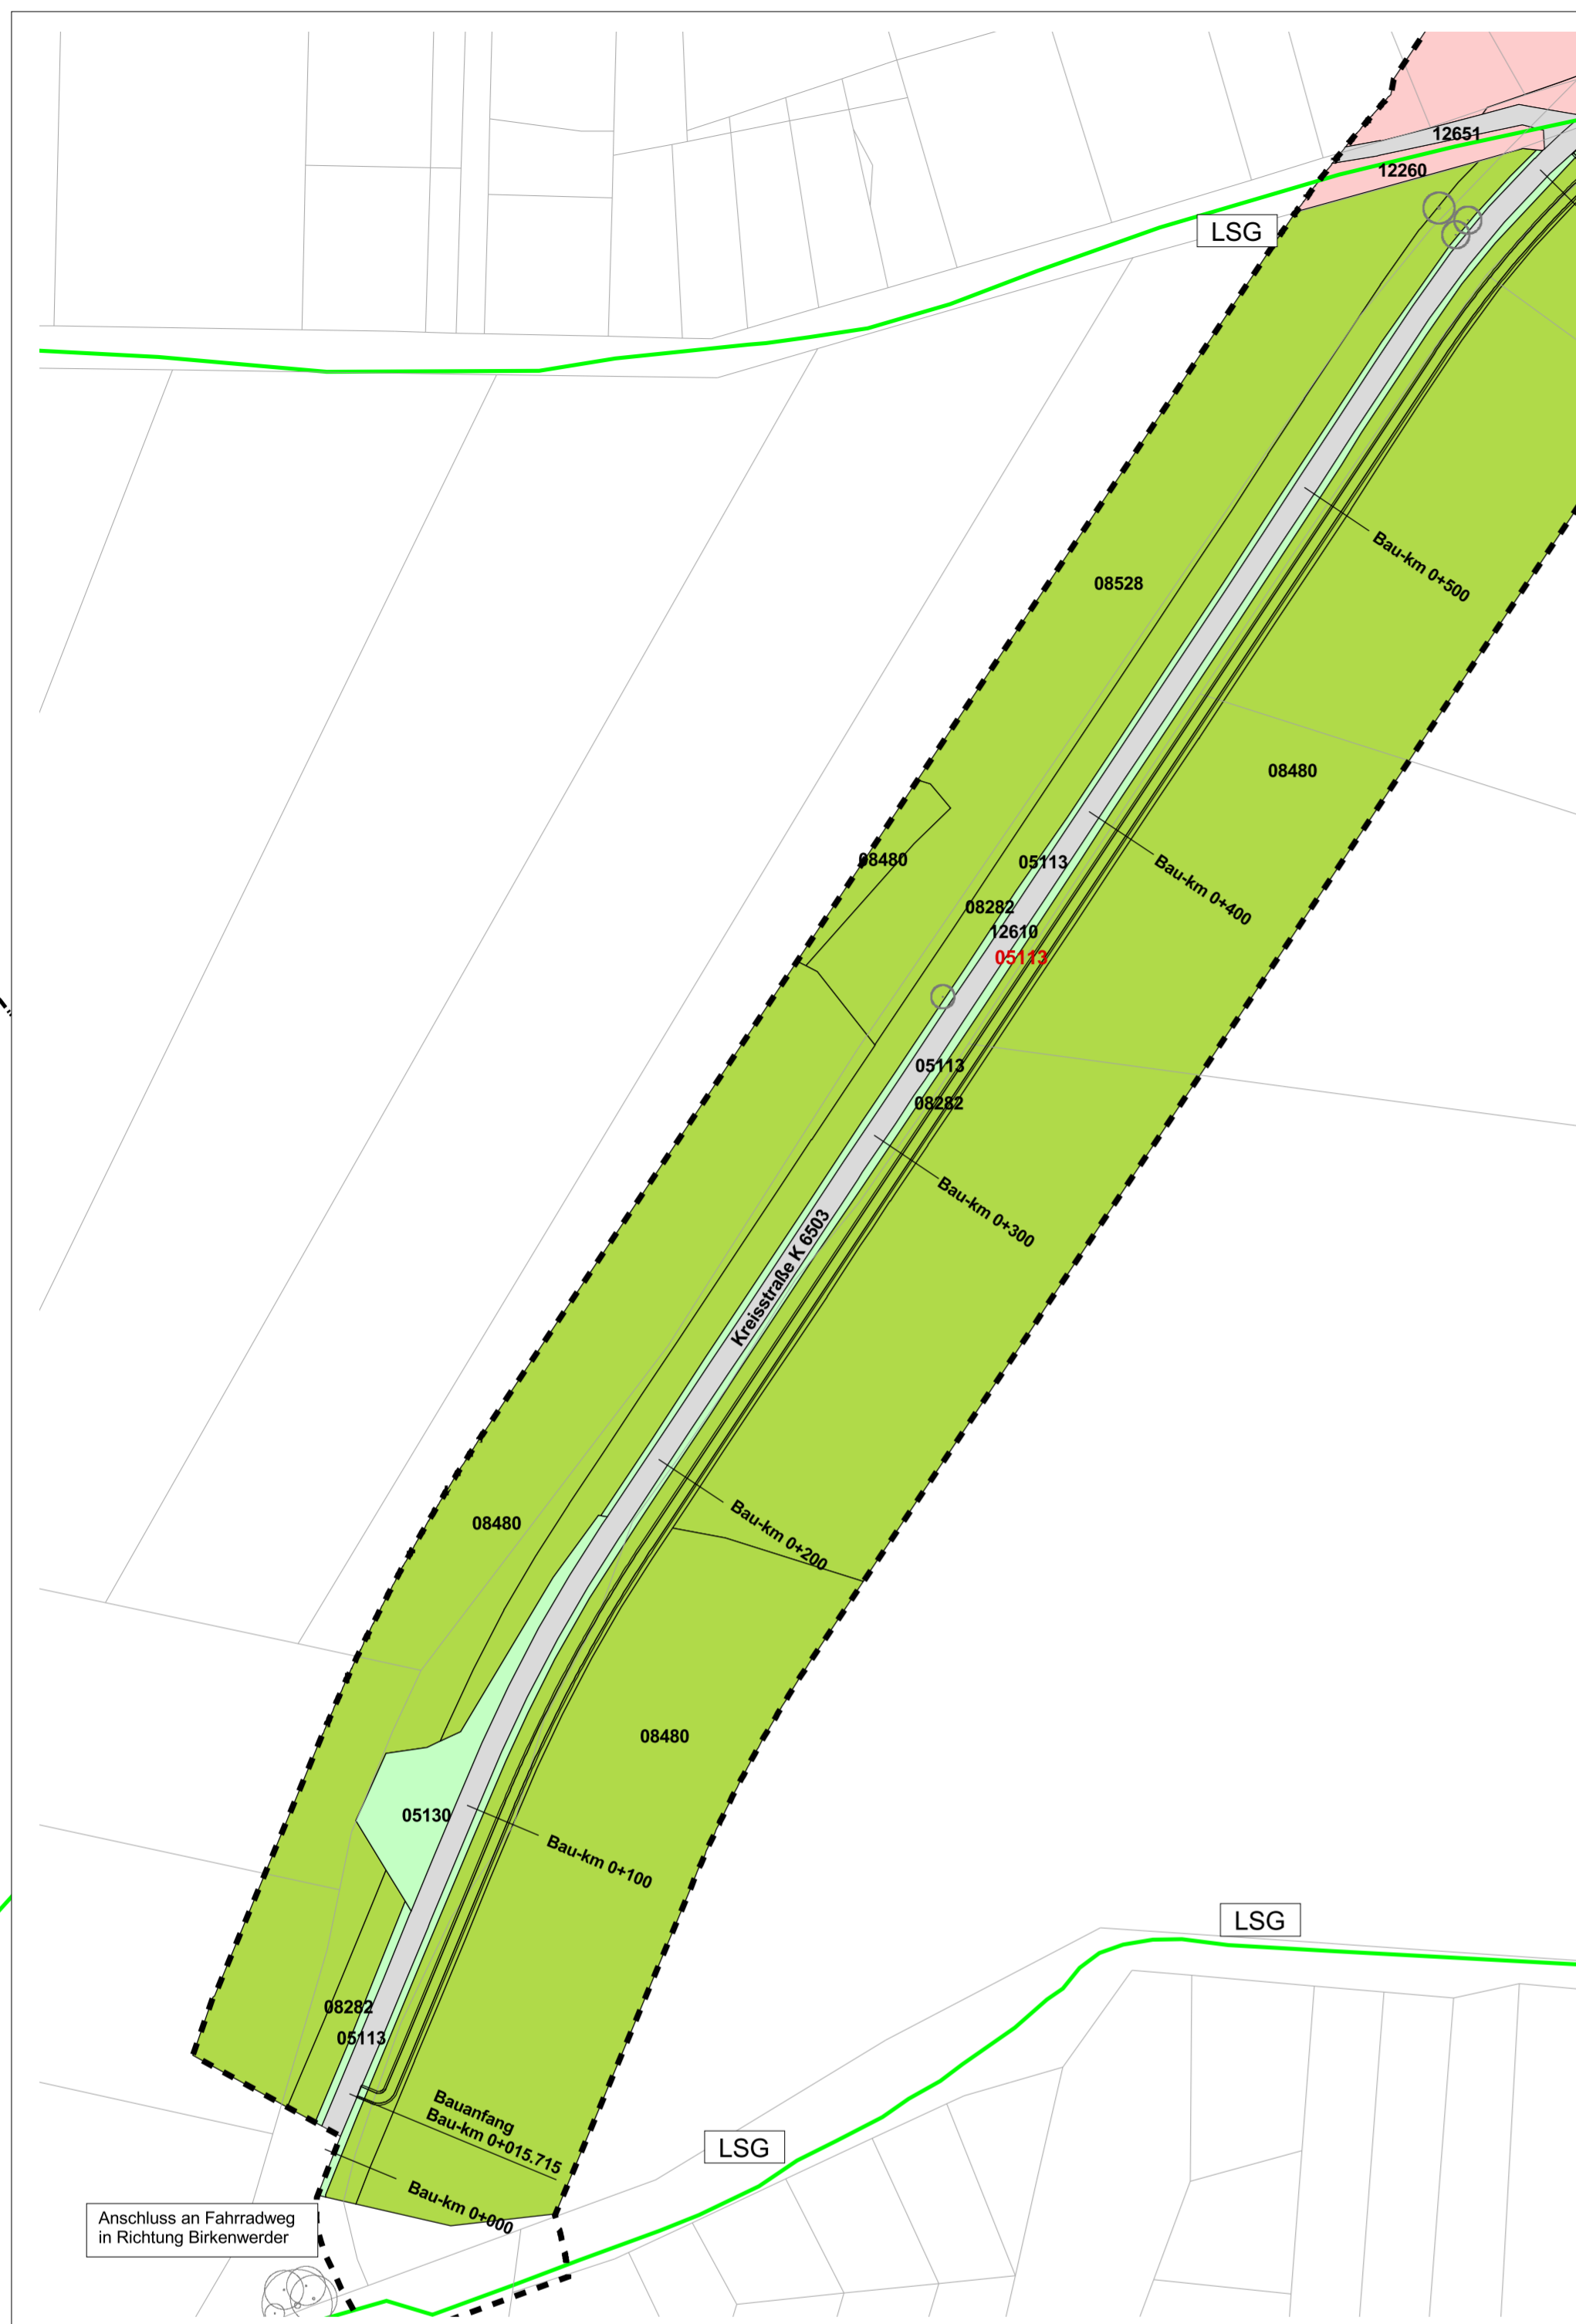 12651
12260
LSG
Bau-km 0+500
08528
08480
08480
05113
Bau-km 0+400
08282
12610
05113
05113
08282
Bau-km 0+300
Kreisstraße K 6503
08480
Bau-km 0+200
08480
05130
Bau-km 0+100
LSG
08282
05113
Bauanfang
Bau-km 0+015.715
LSG
Bau-km 0+000
Anschluss an Fahrradweg
in Richtung Birkenwerder